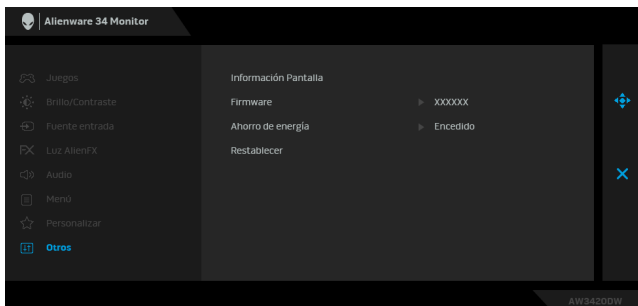 Alienware 34 Monitor
Juegos
Brillo/Contraste
Fuente entrada
FX Luz AlienFX
Audio
Menú
Personalizar
Otros
Información Pantalla
Firmware XXXXXX
Ahorro de energía Encedido
Restablecer
AW3420DW